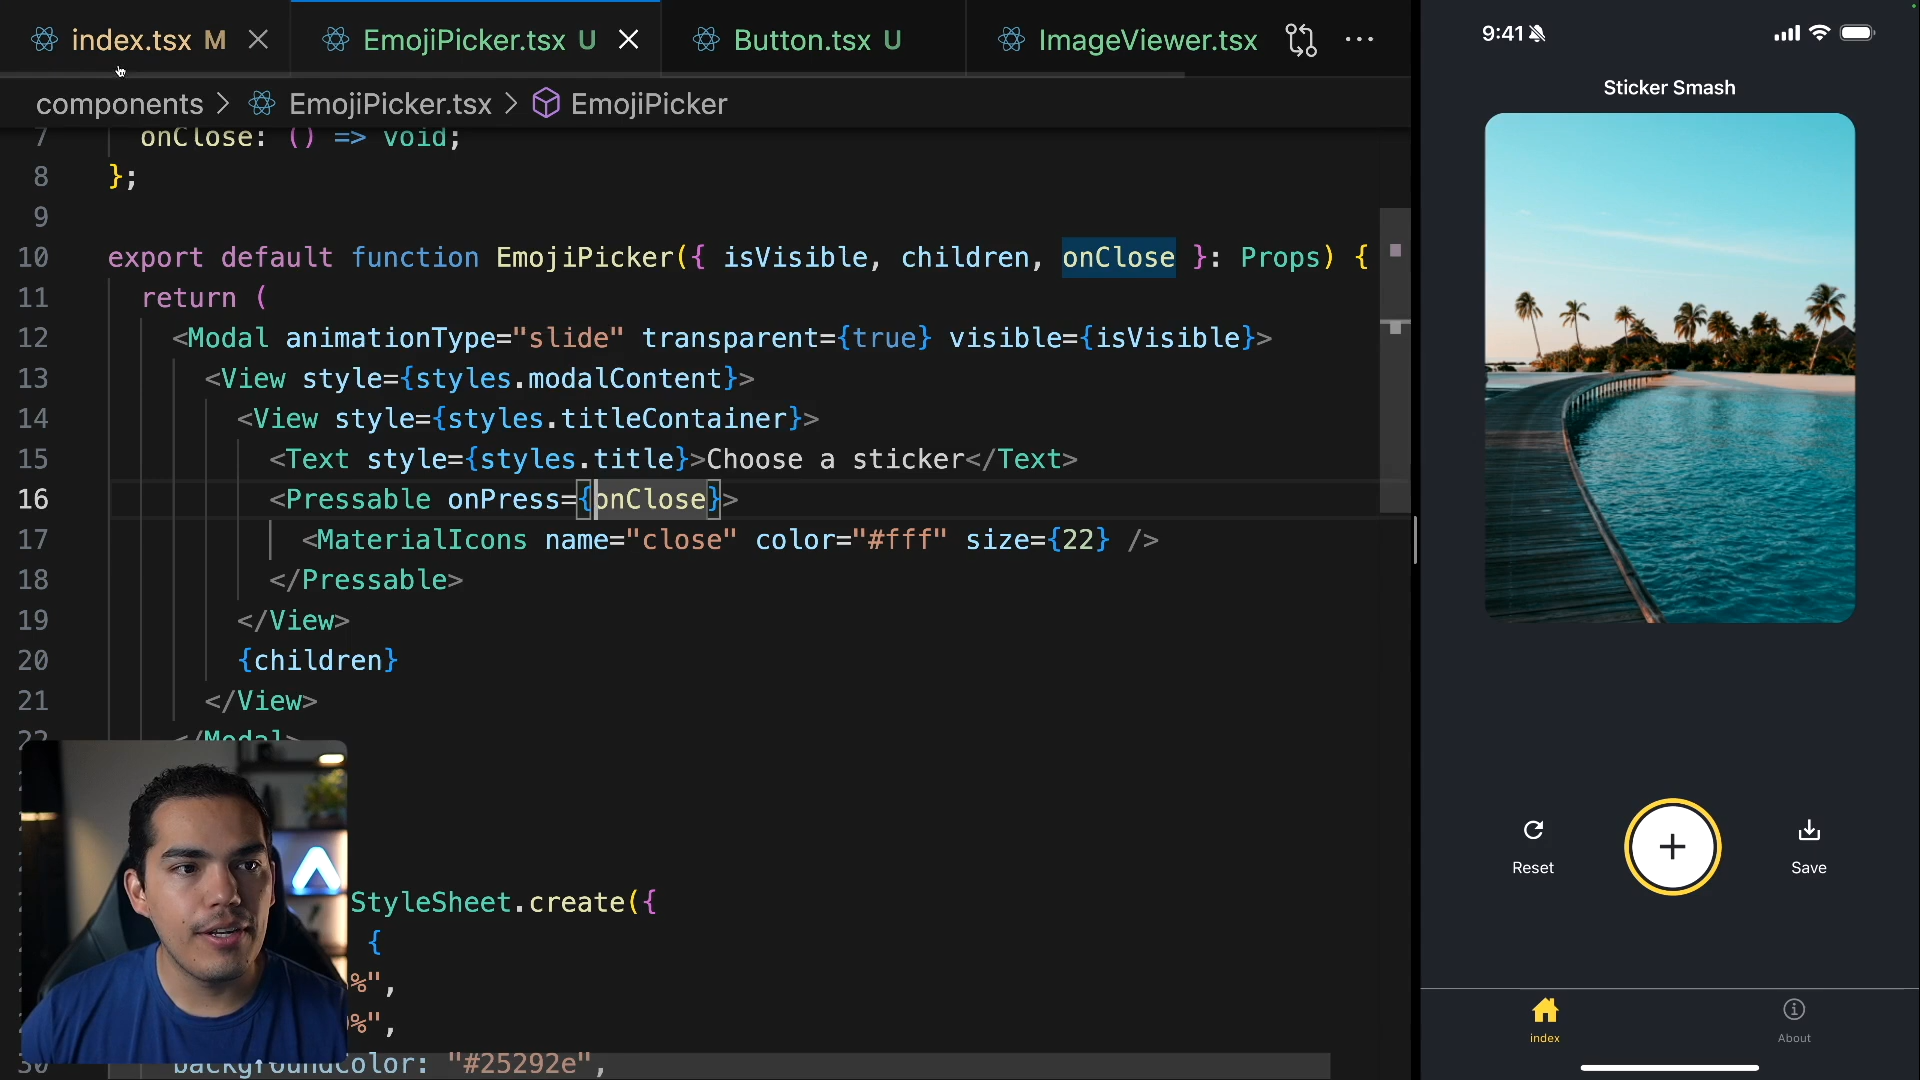 index.tsx M
EmojiPicker.tsx U
Button.tsx U
ImageViewer.tsx
components > EmojiPicker.tsx > EmojiPicker
7 onClose: () => void;
8 };
9
10 export default function EmojiPicker({ isVisible, children, onClose }: Props) {
11 return (
12 <Modal animationType="slide" transparent={true} visible={isVisible}>
13 <View style={styles.modalContent}>
14 <View style={styles.titleContainer}>
15 <Text style={styles.title}>Choose a sticker</Text>
16 <Pressable onPress={onClose}>
17 <MaterialIcons name="close" color="#fff" size={22} />
18 </Pressable>
19 </View>
20 {children}
21 </View>
22 </Modal>
StyleSheet.create({
{
%",
%",
30 backgroundColor: "#25292e",
9:41
Sticker Smash
Reset
Save
index
About